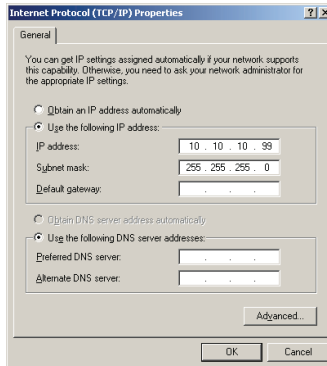 Internet Protocol (TCP/IP) Properties
General
You can get IP settings assigned automatically if your network supports
this capability. Otherwise, you need to ask your network administrator for
the appropriate IP settings.
Obtain an IP address automatically
Use the following IP address:
IP address: 10 . 10 . 10 . 99
Subnet mask: 255 . 255 . 255 . 0
Default gateway: . . .
Obtain DNS server address automatically
Use the following DNS server addresses:
Preferred DNS server: . . .
Alternate DNS server: . . .
Advanced...
OK Cancel